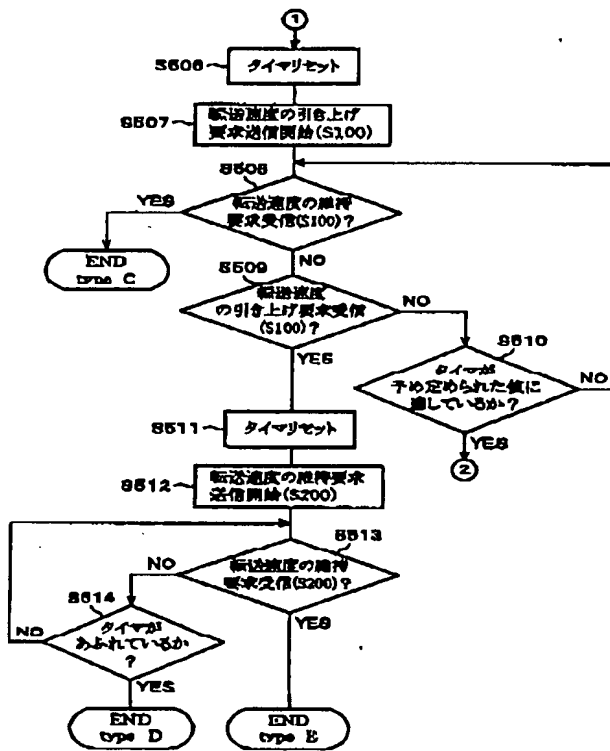 1
S506
タイマリセット
S507
転送速度の引き上げ
要求送信開始(S100)
S508
YES
転送速度の維持
要求受信(S100)?
END
type C
NO
S509
転送速度
の引き上げ要求受信
(S100)?
NO
S510
YES
タイマが
予め定められた値に
達しているか?
NO
YES
2
S511
タイマリセット
S512
転送速度の維持要求
送信開始(S200)
S513
NO
転送速度の維持
要求受信(S200)?
S514
NO
タイマが
あふれているか
?
YES
YES
END
type D
END
type E